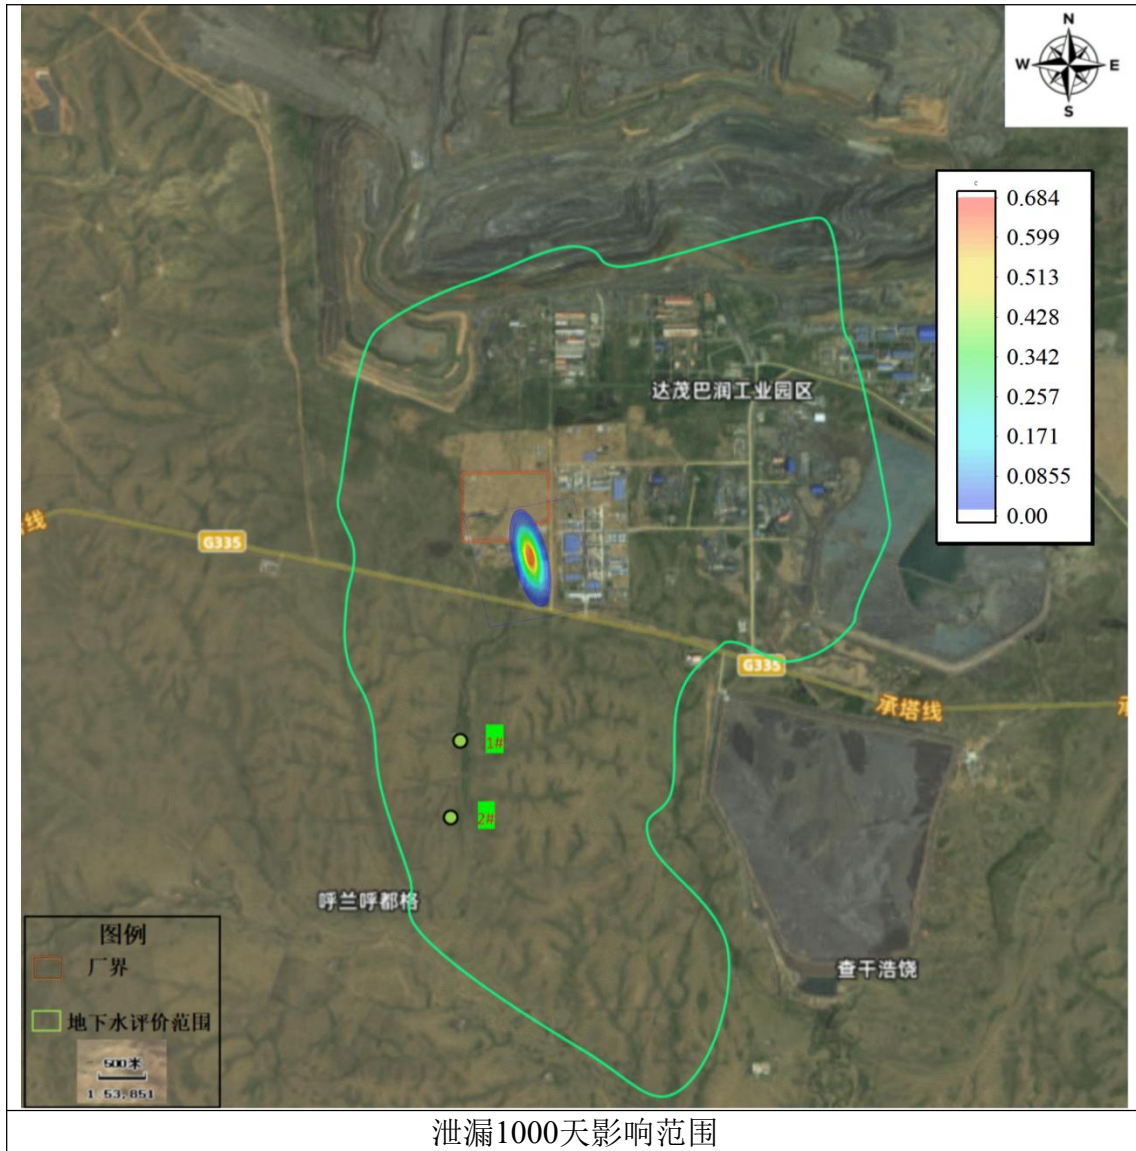 N
W
E
S
c
0.684
0.599
0.513
0.428
0.342
0.257
0.171
0.0855
0.00
达茂巴润工业园区
线
G335
G335
承塔线
承
1#
2#
呼兰呼都格
查干浩饶
图例
厂界
地下水评价范围
500米
1:53,851
泄漏1000天影响范围